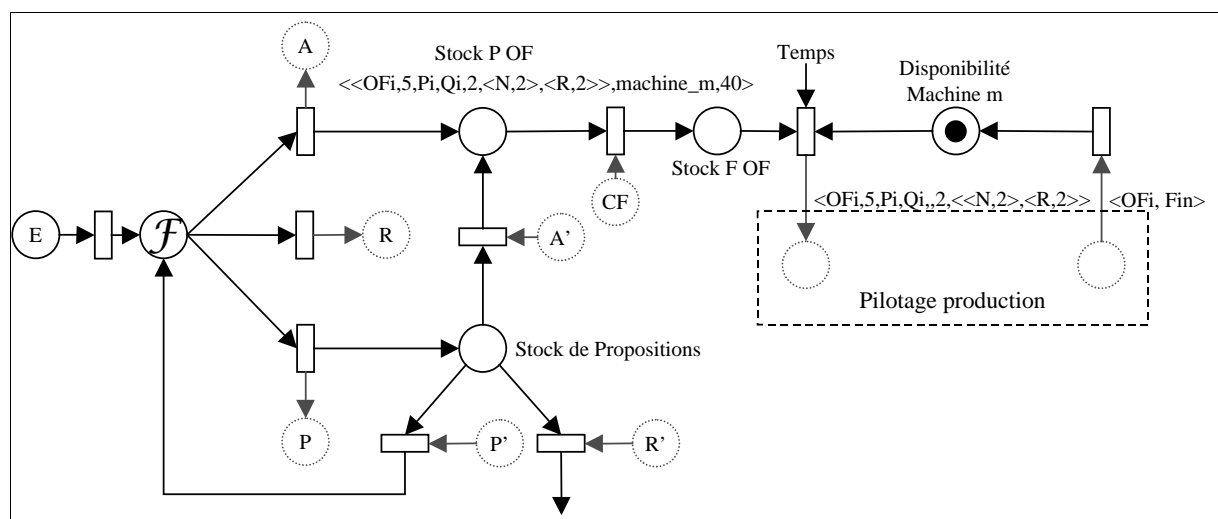 A
Stock P OF
<<OFi,5,Pi,Qi,2,<N,2>,<R,2>>,machine_m,40>
Temps
Disponibilité
Machine m
Stock F OF
CF
E
ℱ
R
A’
<OFi,5,Pi,Qi,,2,<<N,2>,<R,2>>
<OFi, Fin>
Pilotage production
Stock de Propositions
P
P’
R’